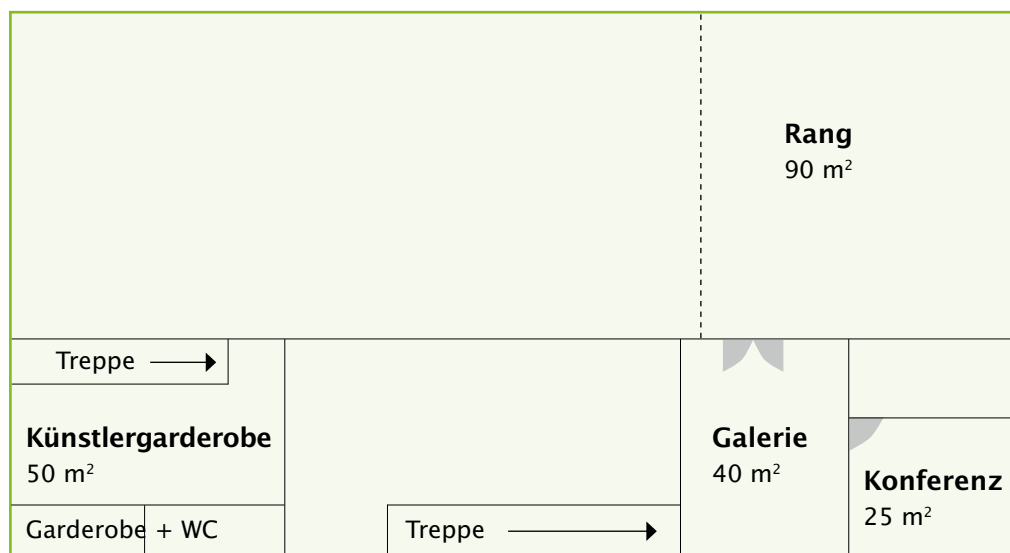 Rang
90 m²
Treppe
Künstlergarderobe
50 m²
Garderobe + WC
Treppe
Galerie
40 m²
Konferenz
25 m²